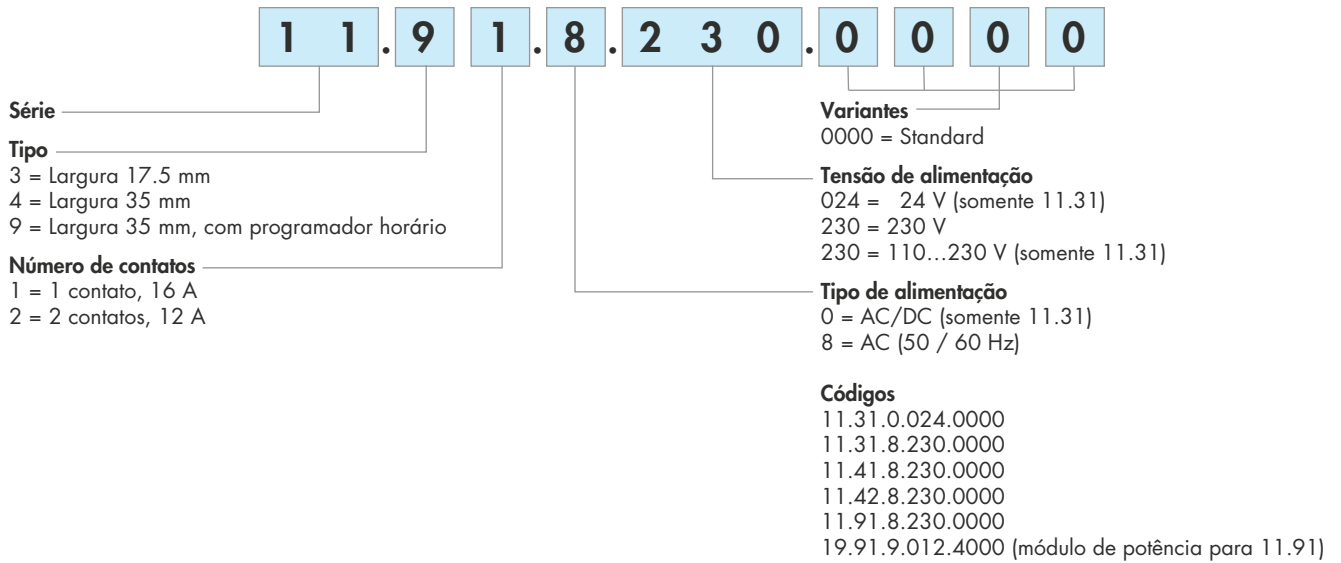 1 1 . 9 1 . 8 . 2 3 0 . 0 0 0 0
Série
Tipo
3 = Largura 17.5 mm
4 = Largura 35 mm
9 = Largura 35 mm, com programador horário
Número de contatos
1 = 1 contato, 16 A
2 = 2 contatos, 12 A
Variantes
0000 = Standard
Tensão de alimentação
024 = 24 V (somente 11.31)
230 = 230 V
230 = 110...230 V (somente 11.31)
Tipo de alimentação
0 = AC/DC (somente 11.31)
8 = AC (50 / 60 Hz)
Códigos
11.31.0.024.0000
11.31.8.230.0000
11.41.8.230.0000
11.42.8.230.0000
11.91.8.230.0000
19.91.9.012.4000 (módulo de potência para 11.91)